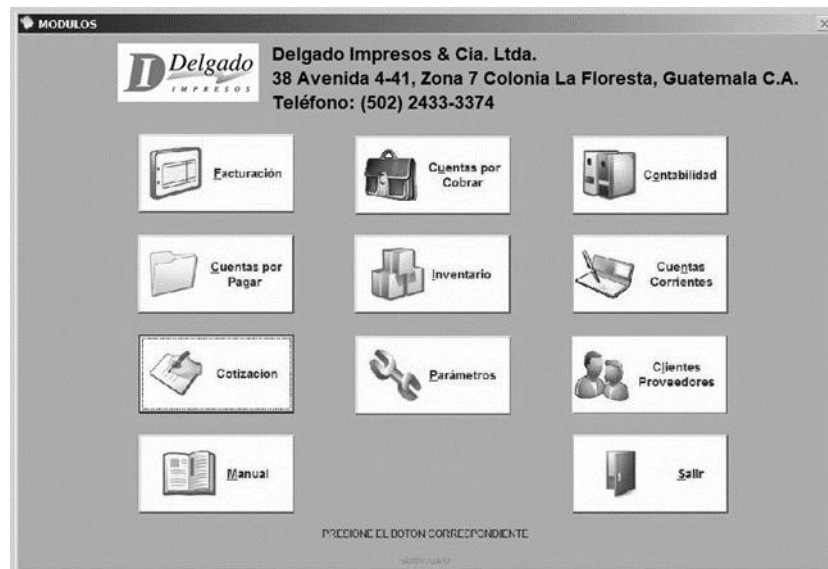 MODULOS
Delgado
IMPRESOS
Delgado Impresos & Cia. Ltda.
38 Avenida 4-41, Zona 7 Colonia La Floresta, Guatemala C.A.
Teléfono: (502) 2433-3374
Facturación
Cuentas por
Cobrar
Contabilidad
Cuentas por
Pagar
Inventario
Cuentas
Corrientes
Cotizacion
Parámetros
Clientes
Proveedores
Manual
Salir
PRESIONE EL BOTON CORRESPONDIENTE